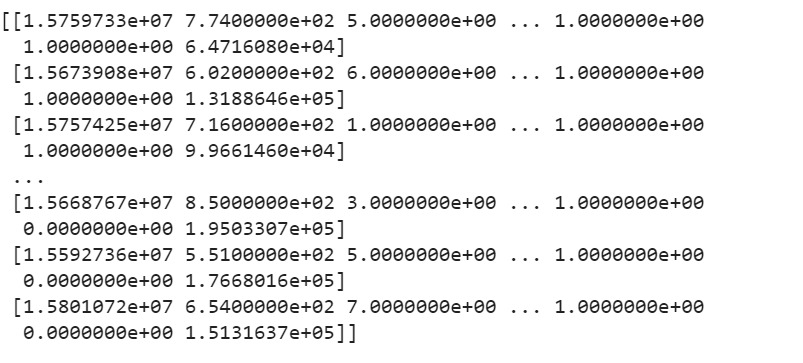 [[1.5759733e+07 7.7400000e+02 5.0000000e+00 ... 1.0000000e+00
1.0000000e+00 6.4716080e+04]
[1.5673908e+07 6.0200000e+02 6.0000000e+00 ... 1.0000000e+00
1.0000000e+00 1.3188646e+05]
[1.5757425e+07 7.1600000e+02 1.0000000e+00 ... 1.0000000e+00
1.0000000e+00 9.9661460e+04]
...
[1.5668767e+07 8.5000000e+02 3.0000000e+00 ... 1.0000000e+00
0.0000000e+00 1.9503307e+05]
[1.5592736e+07 5.5100000e+02 5.0000000e+00 ... 1.0000000e+00
0.0000000e+00 1.7668016e+05]
[1.5801072e+07 6.5400000e+02 7.0000000e+00 ... 1.0000000e+00
0.0000000e+00 1.5131637e+05]]